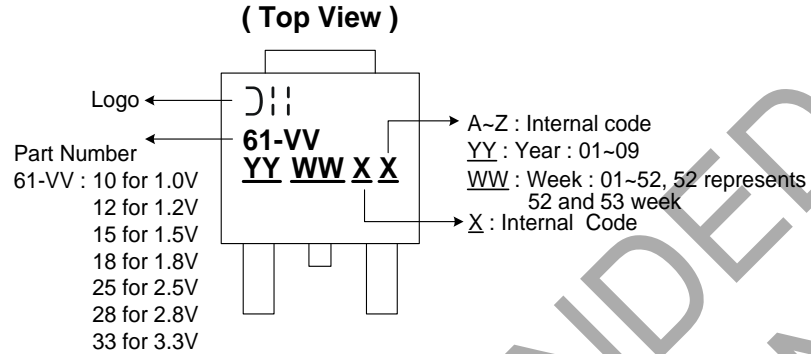 ( Top View )
Logo
61-VV
YY WW X X
Part Number
61-VV : 10 for 1.0V
12 for 1.2V
15 for 1.5V
18 for 1.8V
25 for 2.5V
28 for 2.8V
33 for 3.3V
A~Z : Internal code
YY : Year : 01~09
WW : Week : 01~52, 52 represents
52 and 53 week
X : Internal Code